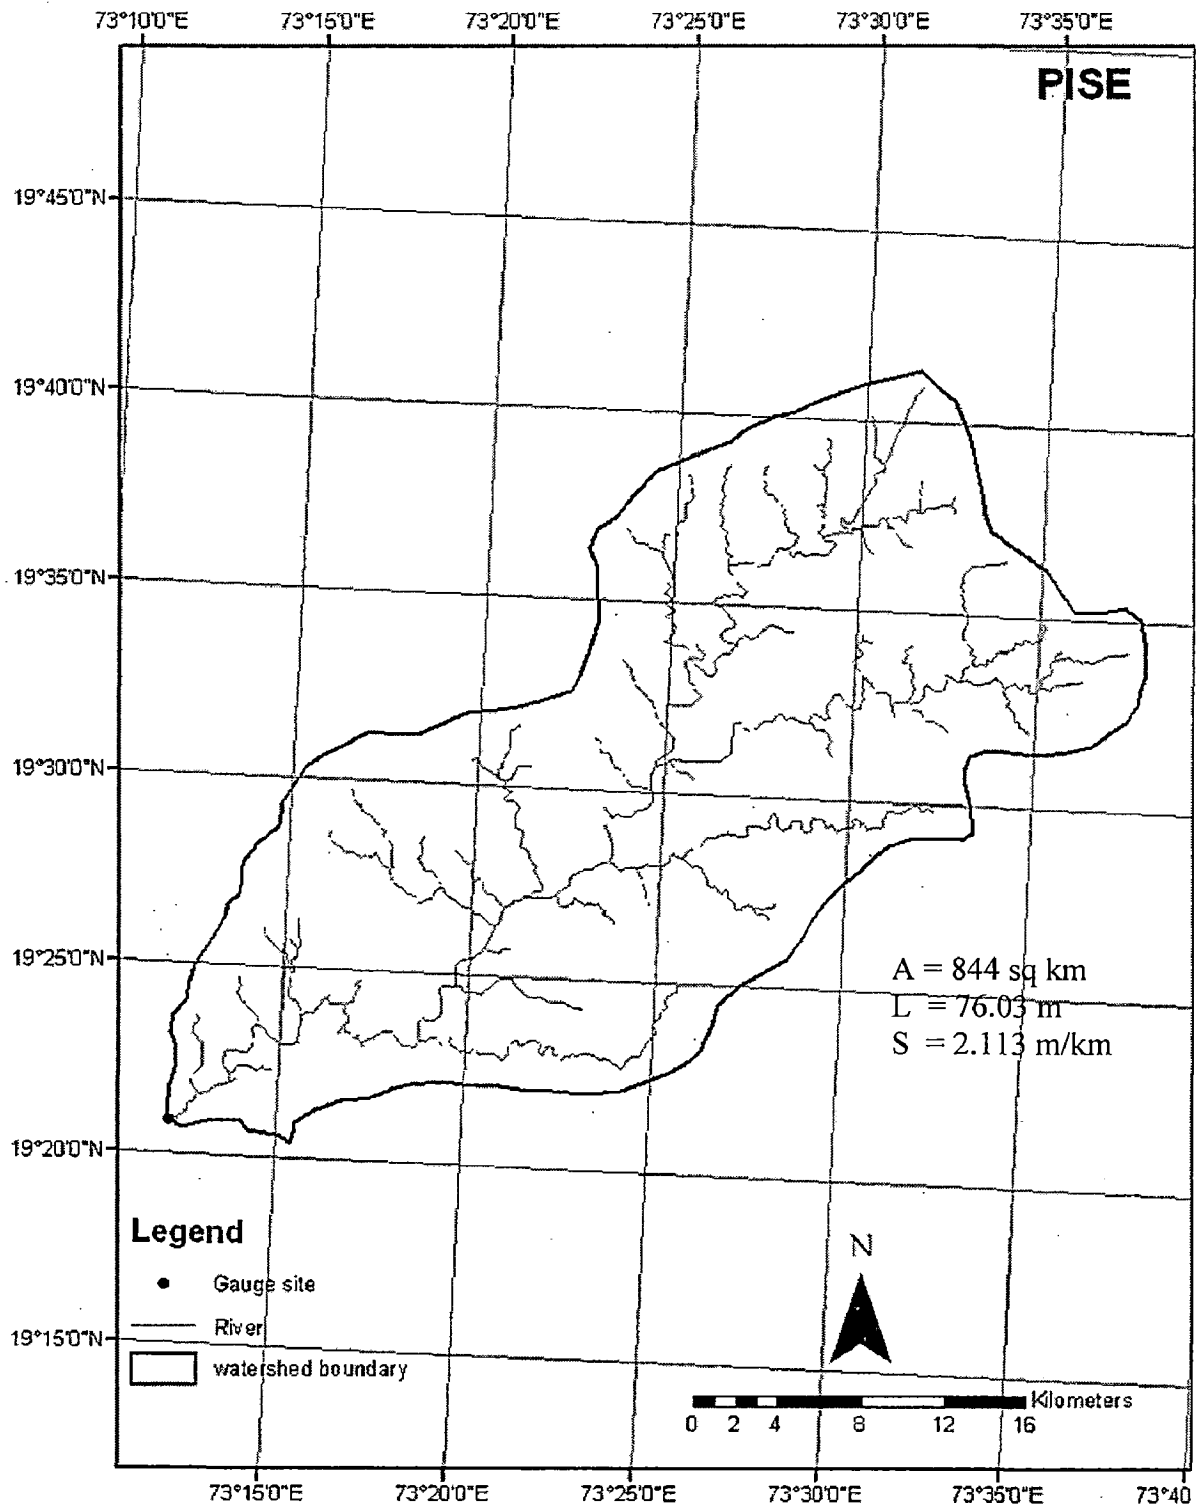 73°10'0"E 73°15'0"E 73°20'0"E 73°25'0"E 73°30'0"E 73°35'0"E
PISE
19°45'0"N
19°40'0"N
19°35'0"N
19°30'0"N
19°25'0"N
A = 844 sq km
L = 76.03 m
S = 2.113 m/km
19°20'0"N
Legend
N
Gauge site
River
19°15'0"N
watershed boundary
Kilometers
0 2 4 8 12 16
73°15'0"E 73°20'0"E 73°25'0"E 73°30'0"E 73°35'0"E 73°40